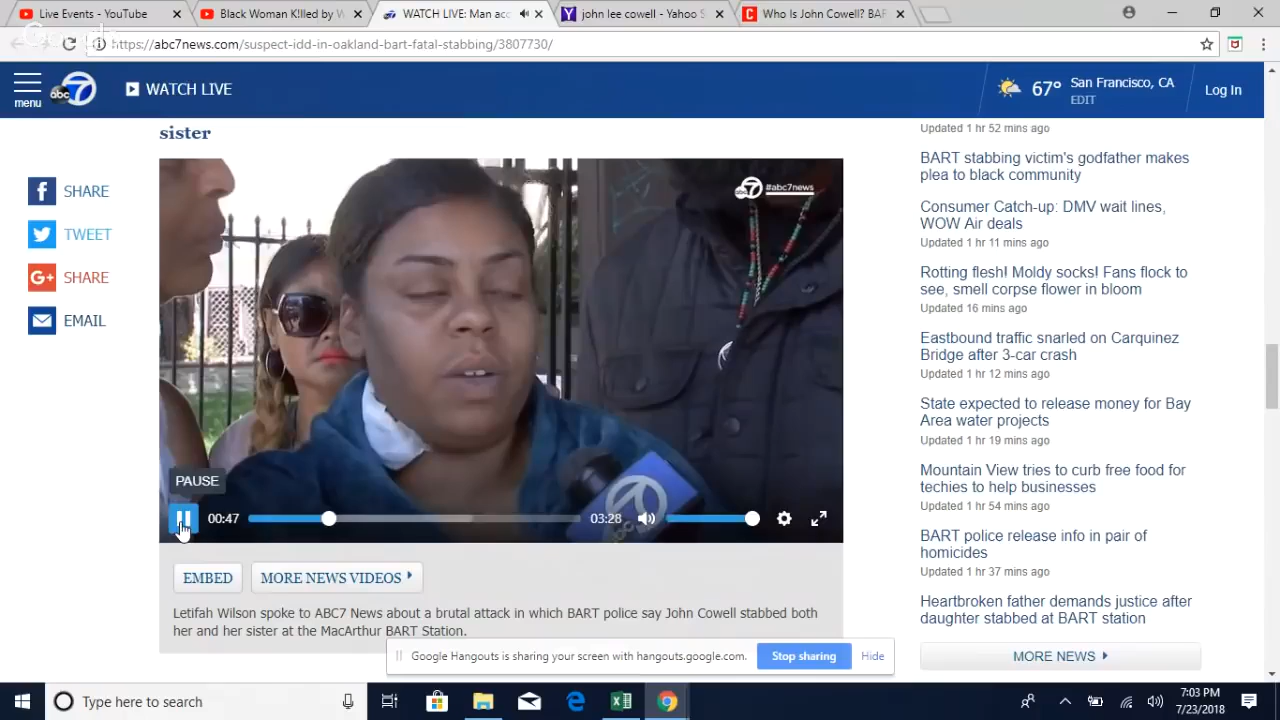 Live Events - YouTube
Black Woman K!lled by W
WATCH LIVE: Man acc
john lee cowell - Yahoo S
Who Is John Cowell? BAR
https://abc7news.com/suspect-idd-in-oakland-bart-fatal-stabbing/3807730/
menu
abc 7
WATCH LIVE
67°
San Francisco, CA
EDIT
Log In
sister
SHARE
TWEET
G+ SHARE
EMAIL
abc 7 #abc7news
PAUSE
00:47
03:28
EMBED
MORE NEWS VIDEOS
Letifah Wilson spoke to ABC7 News about a brutal attack in which BART police say John Cowell stabbed both
her and her sister at the MacArthur BART Station.
Updated 1 hr 52 mins ago
BART stabbing victim's godfather makes
plea to black community
Consumer Catch-up: DMV wait lines,
WOW Air deals
Updated 1 hr 11 mins ago
Rotting flesh! Moldy socks! Fans flock to
see, smell corpse flower in bloom
Updated 16 mins ago
Eastbound traffic snarled on Carquinez
Bridge after 3-car crash
Updated 1 hr 12 mins ago
State expected to release money for Bay
Area water projects
Updated 1 hr 19 mins ago
Mountain View tries to curb free food for
techies to help businesses
Updated 1 hr 54 mins ago
BART police release info in pair of
homicides
Updated 1 hr 37 mins ago
Heartbroken father demands justice after
daughter stabbed at BART station
MORE NEWS
Google Hangouts is sharing your screen with hangouts.google.com.
Stop sharing
Hide
Type here to search
7:03 PM
7/23/2018